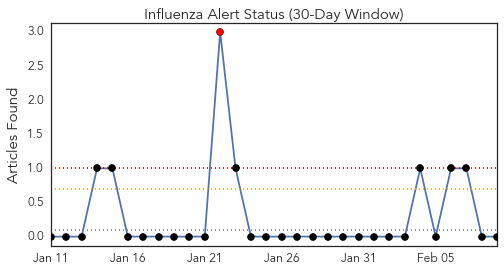 Influenza Alert Status (30-Day Window)
Articles Found
3.0
2.5
2.0
1.5
1.0
0.5
0.0
Jan 11 Jan 16 Jan 21 Jan 26 Jan 31 Feb 05